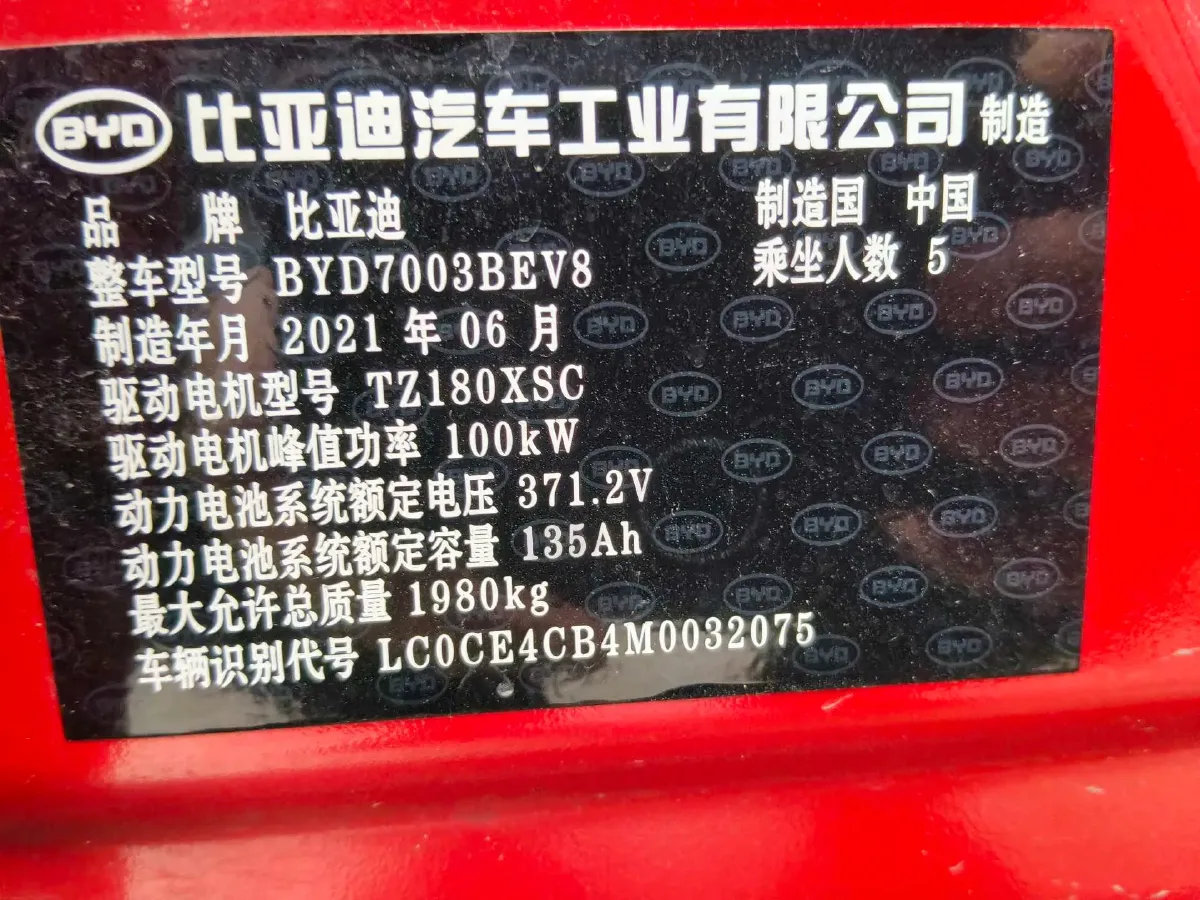 BYD 比亚迪汽车工业有限公司 制造
品 牌 比亚迪 制造国 中国
整车型号 BYD7003BEV8 乘坐人数 5
制造年月 2021 年 06 月
驱动电机型号 TZ180XSC
驱动电机峰值功率 100kW
动力电池系统额定电压 371.2V
动力电池系统额定容量 135Ah
最大允许总质量 1980kg
车辆识别代号 LC0CE4CB4M0032075